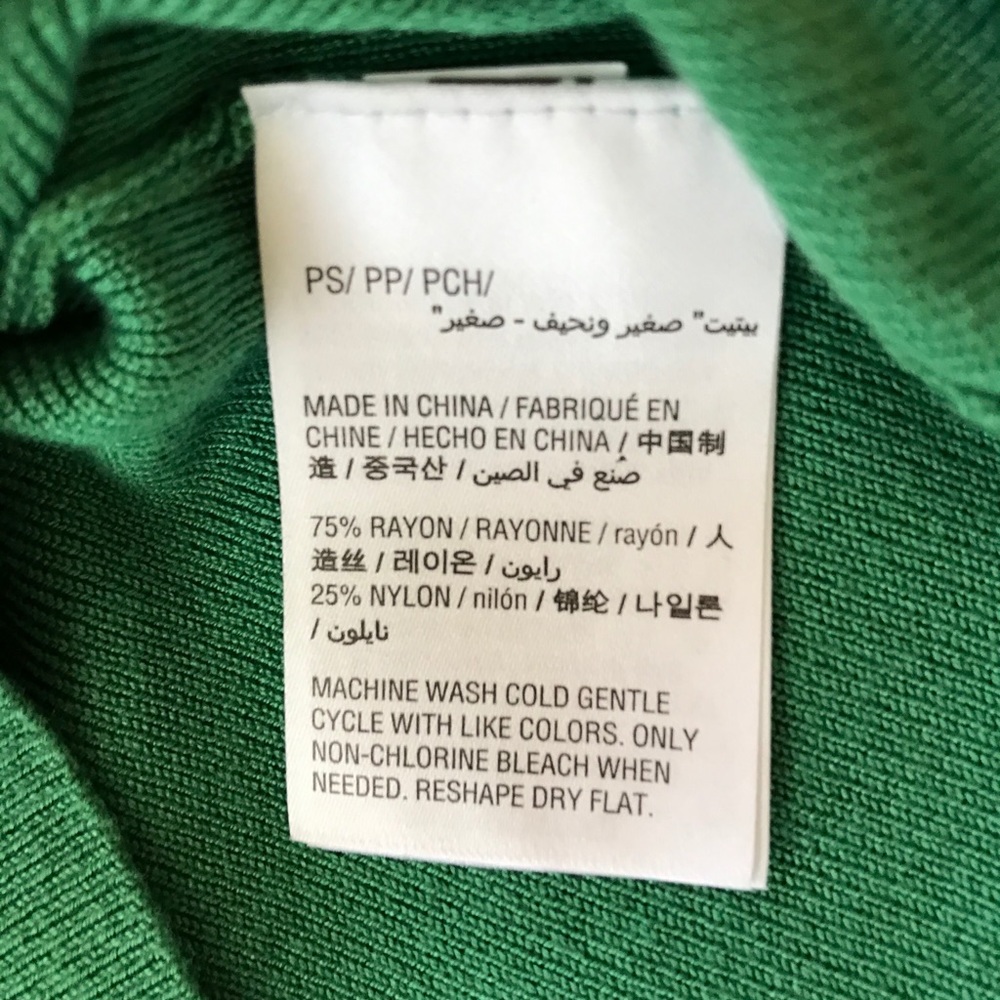 PS/ PP/ PCH/
بيتيت" صغير ونحيف - صغير"
MADE IN CHINA / FABRIQUÉ EN
CHINE / HECHO EN CHINA / 中国制
造 / 중국산 / صُنع في الصين
75% RAYON / RAYONNE / rayón / 人
造丝 / 레이온 / رايون
25% NYLON / nilón / 锦纶 / 나일론
/ نايلون
MACHINE WASH COLD GENTLE
CYCLE WITH LIKE COLORS. ONLY
NON-CHLORINE BLEACH WHEN
NEEDED. RESHAPE DRY FLAT.